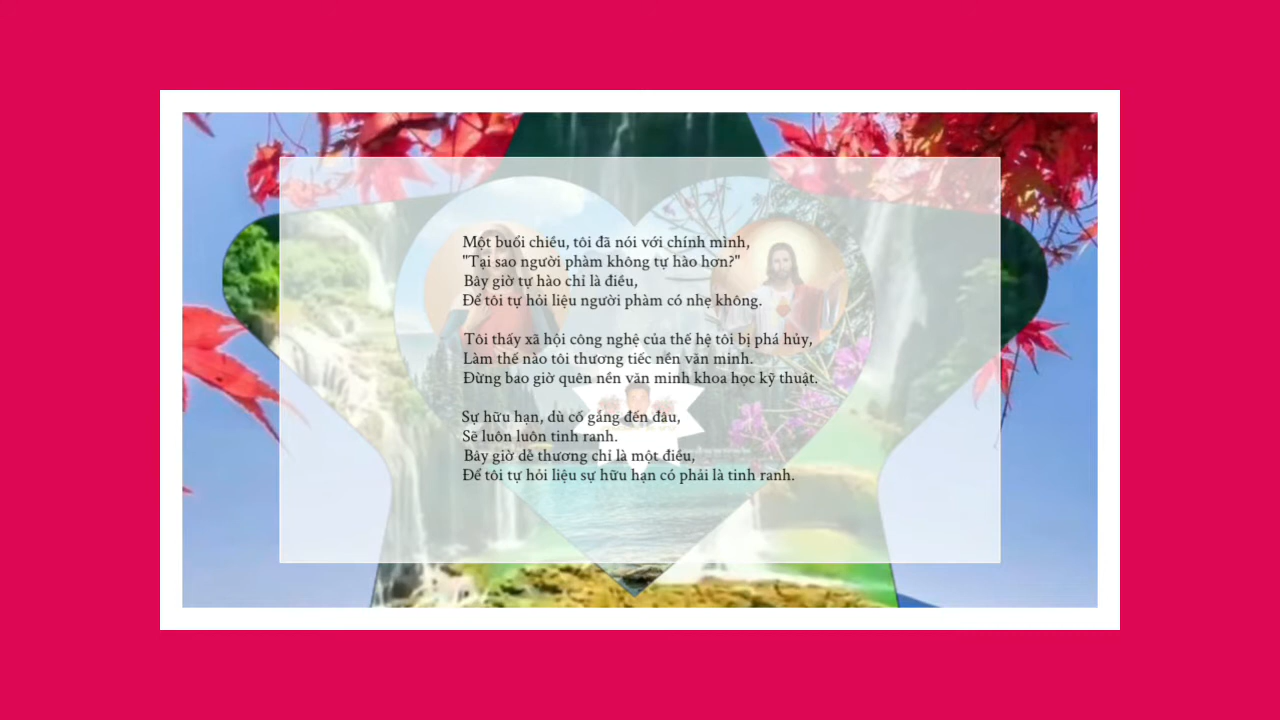 Một buổi chiều, tôi đã nói với chính mình,
"Tại sao người phàm không tự hào hơn?"
Bây giờ tự hào chỉ là điều,
Để tôi tự hỏi liệu người phàm có nhẹ không.
Tôi thấy xã hội công nghệ của thế hệ tôi bị phá hủy,
Làm thế nào tôi thương tiếc nền văn minh.
Đừng bao giờ quên nền văn minh khoa học kỹ thuật.
Sự hữu hạn, dù cố gắng đến đâu,
Sẽ luôn luôn tinh ranh.
Bây giờ dễ thương chỉ là một điều,
Để tôi tự hỏi liệu sự hữu hạn có phải là tinh ranh.